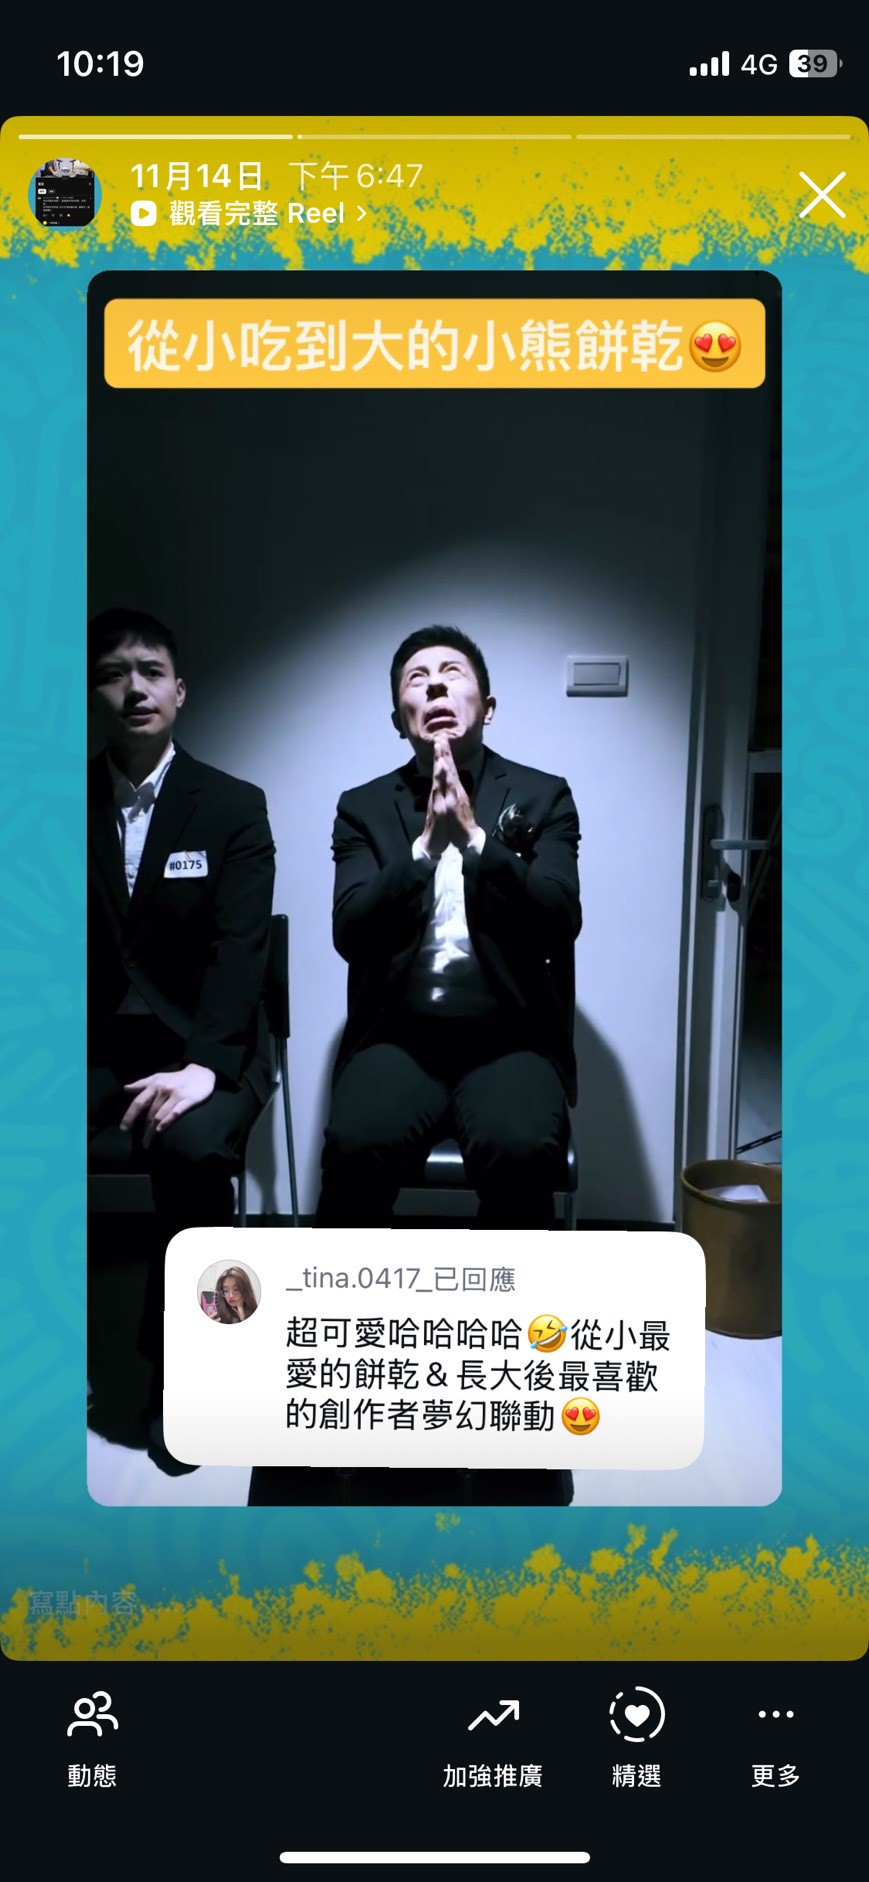 10:19
4G
39
11月14日 下午 6:47
觀看完整 Reel >
從小吃到大的小熊餅乾😍
#0175
_tina.0417_已回應
超可愛哈哈哈哈🤣從小最
愛的餅乾&長大後最喜歡
的創作者夢幻聯動😍
寫點內容......
動態
加強推廣
精選
更多